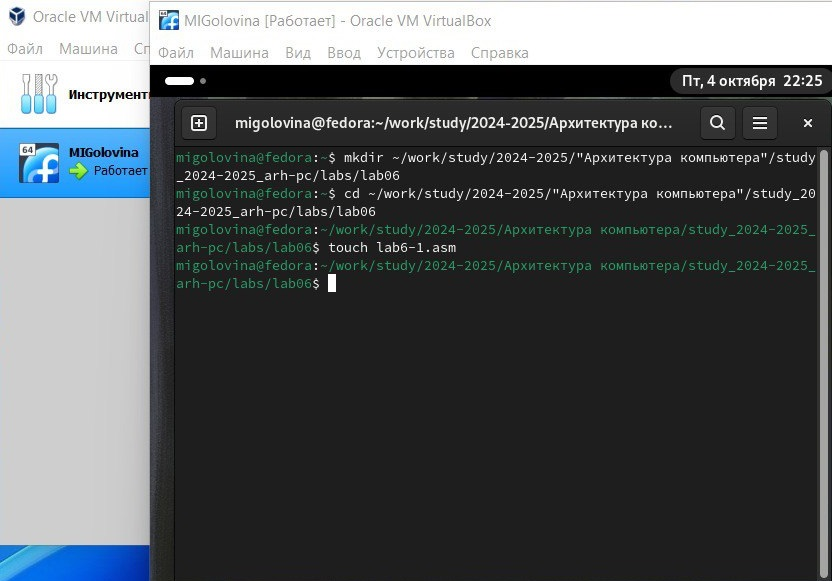 Oracle VM Virtual
Файл Машина Сп
Инструмент
64
MIGolovina
Работает
MIGolovina [Работает] - Oracle VM VirtualBox
Файл Машина Вид Ввод Устройства Справка
Пт, 4 октября 22:25
migolovina@fedora:~/work/study/2024-2025/Архитектура ко...
migolovina@fedora:~$ mkdir ~/work/study/2024-2025/"Архитектура компьютера"/study
_2024-2025_arh-pc/labs/lab06
migolovina@fedora:~$ cd ~/work/study/2024-2025/"Архитектура компьютера"/study_20
24-2025_arh-pc/labs/lab06
migolovina@fedora:~/work/study/2024-2025/Архитектура компьютера/study_2024-2025_
arh-pc/labs/lab06$ touch lab6-1.asm
migolovina@fedora:~/work/study/2024-2025/Архитектура компьютера/study_2024-2025_
arh-pc/labs/lab06$